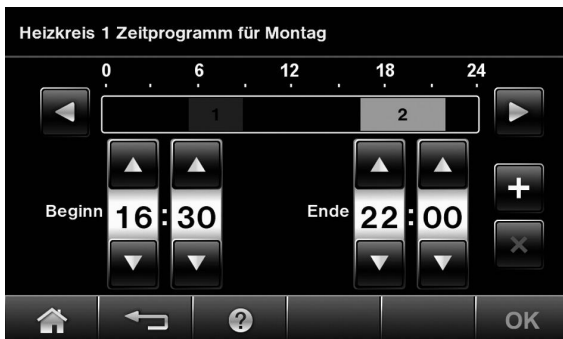 Heizkreis 1 Zeitprogramm für Montag
0 6 12 18 24
1 2
Beginn 16:30 Ende 22:00
OK